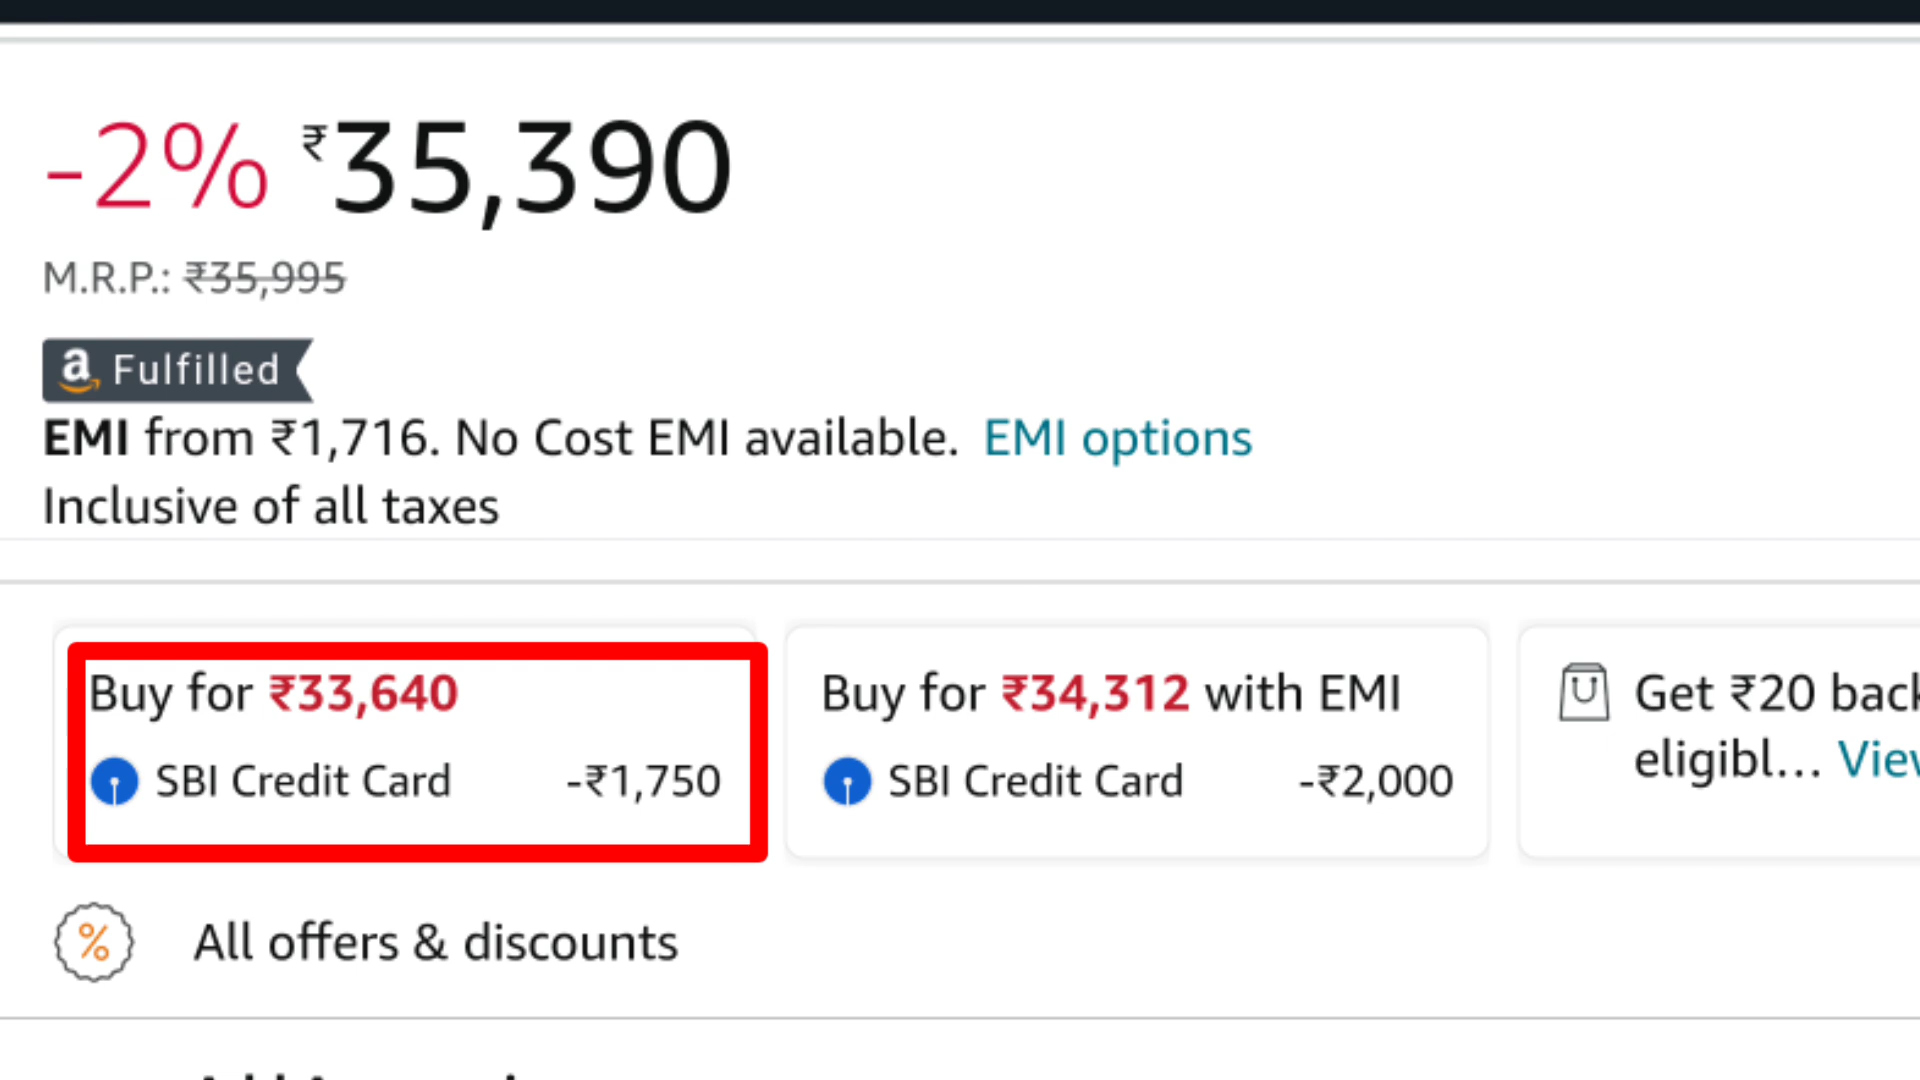 -2% ₹35,390
M.R.P.: ₹35,995
a Fulfilled
EMI from ₹1,716. No Cost EMI available. EMI options
Inclusive of all taxes
Buy for ₹33,640
SBI Credit Card -₹1,750
Buy for ₹34,312 with EMI
SBI Credit Card -₹2,000
Get ₹20 back
eligibl... View
% All offers & discounts